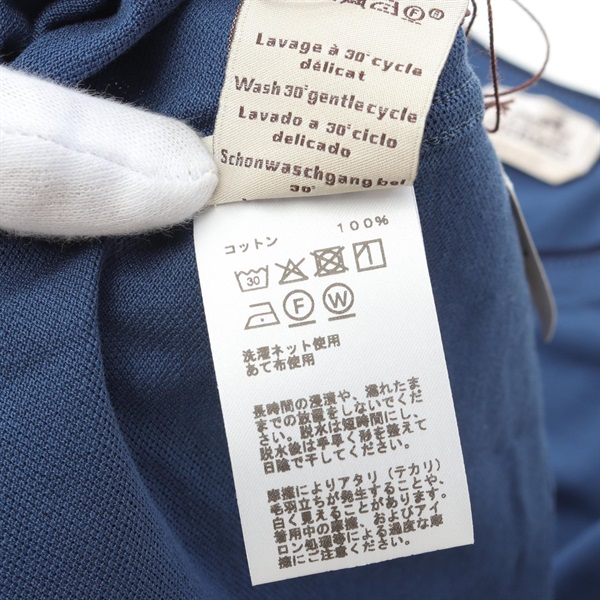 Lavage à 30° cycle
délicat
Wash 30° gentle cycle
Lavado a 30° ciclo
delicado
Schonwaschgang bei
30°
コットン 100%
30
F W
洗濯ネット使用
あて布使用
長時間の浸漬や、濡れたま
までの放置をしないでくだ
さい。脱水は短時間にし、
脱水後は手早く形を整えて
日陰で干してください。
摩擦によりアタリ（テカリ）や
毛羽立ちが発生することや、
白く見えることがあります。
着用中の摩擦、およびアイ
ロン処理等による過度な摩
擦にご注意ください。